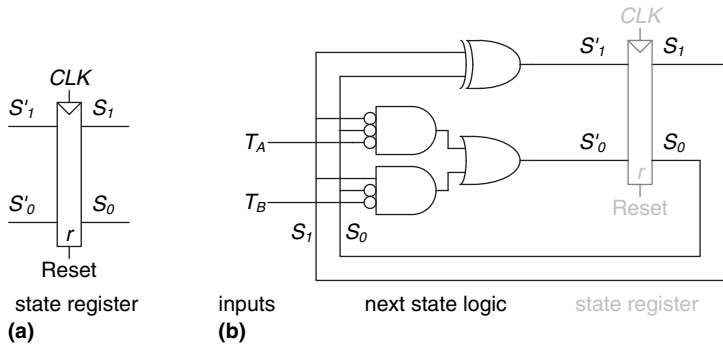 CLK
S'1 S1
S'0 S0
r
Reset
state register
(a)
CLK
S'1 S1
TA
S'0 S0
r
TB
Reset
S1 S0
inputs next state logic state register
(b)